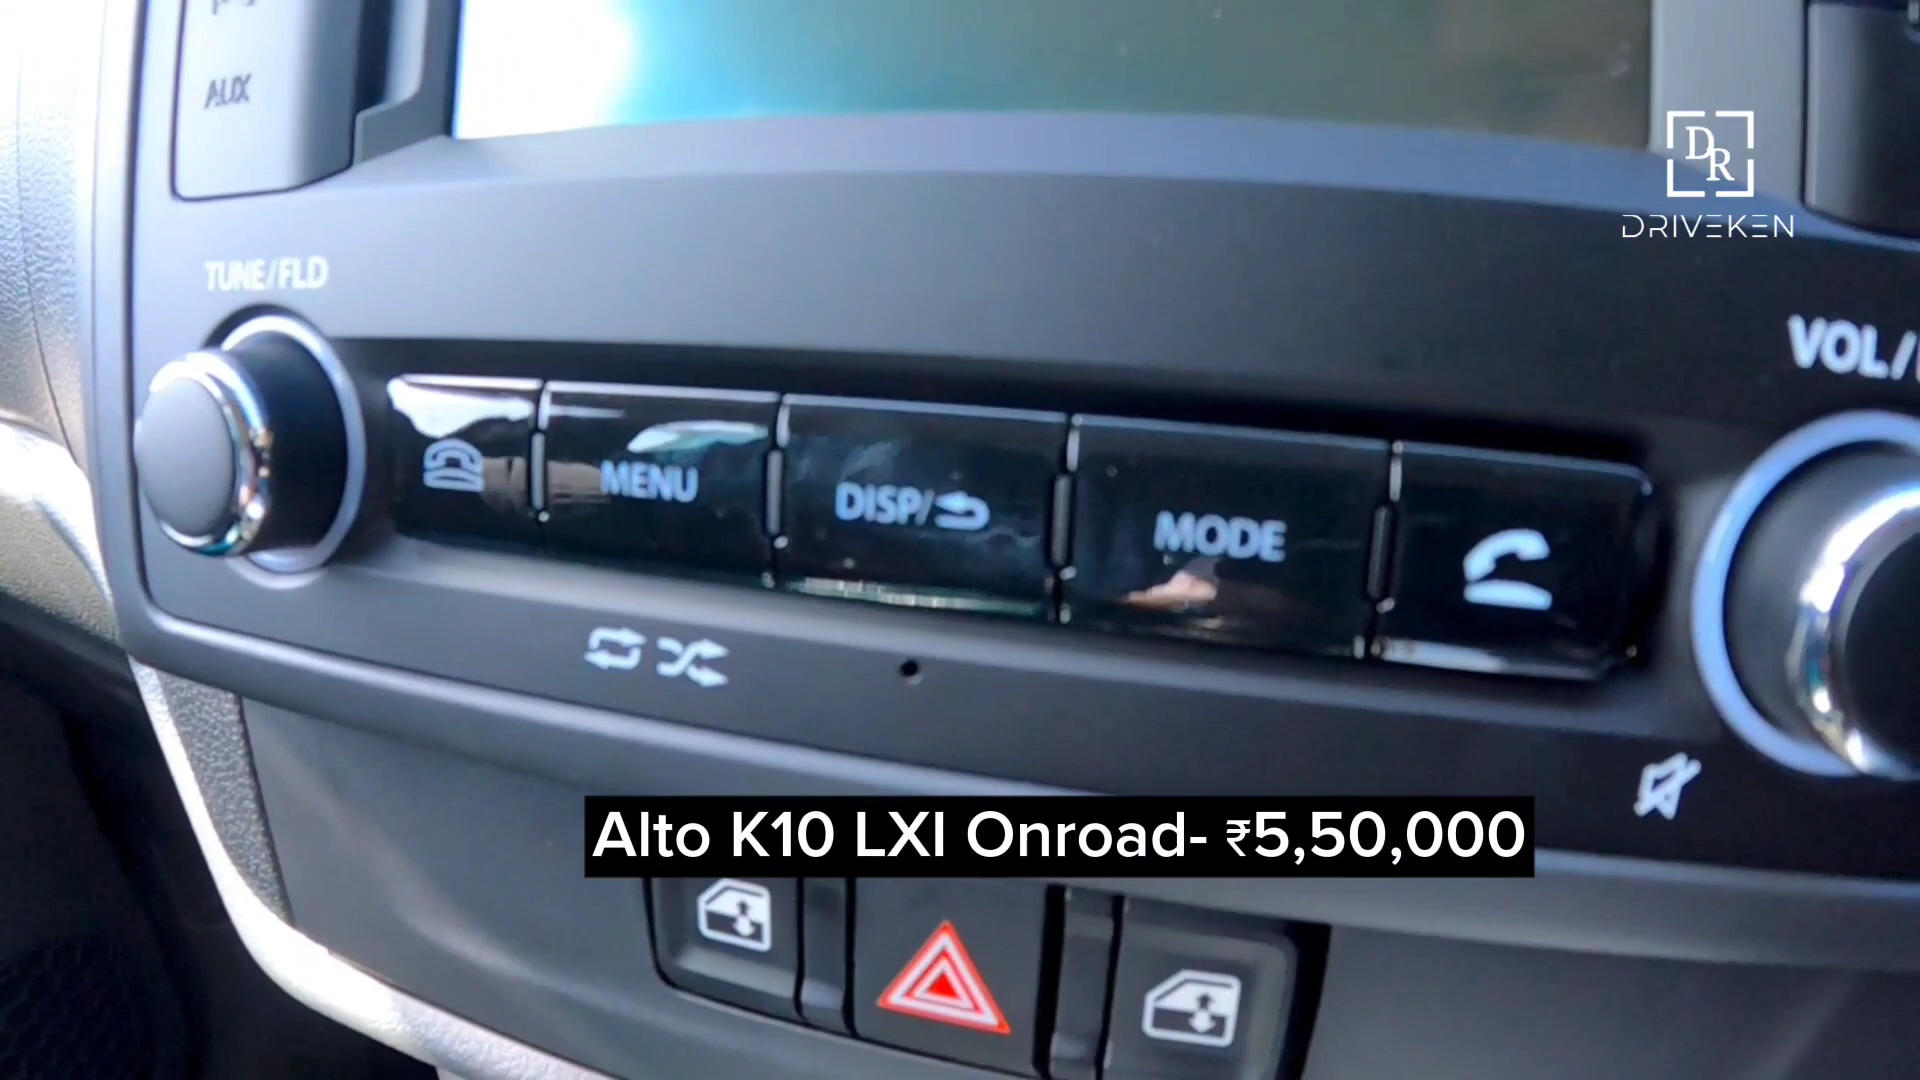 AUX
DR
DRIVEKEN
TUNE/FLD
VOL/
MENU
DISP/
MODE
Alto K10 LXI Onroad- ₹5,50,000